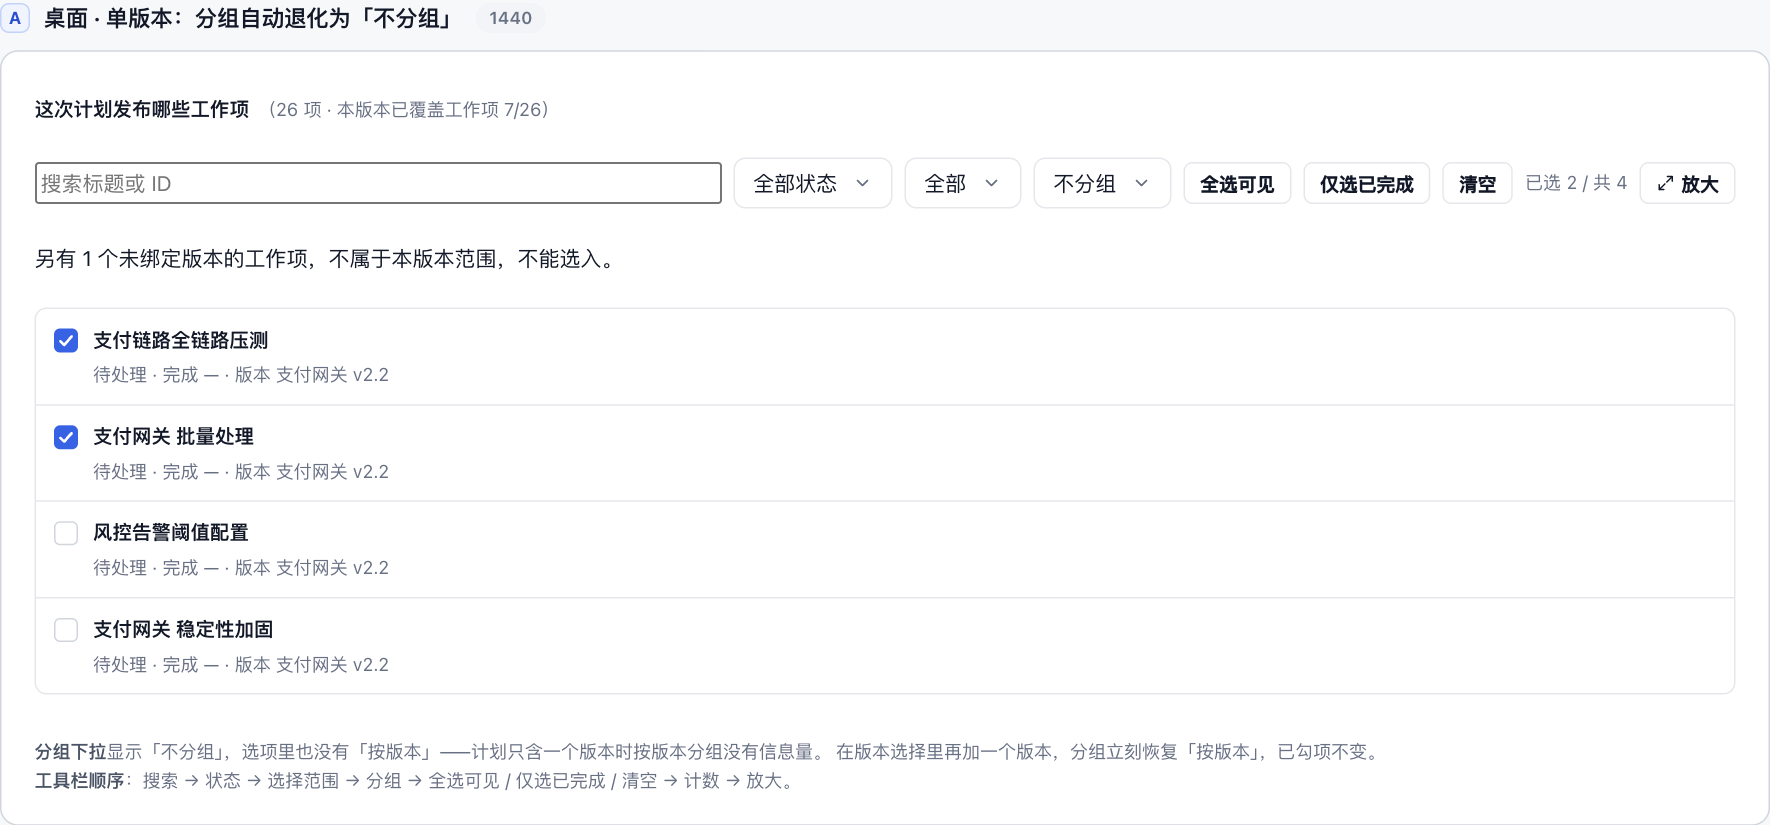 A 桌面 · 单版本：分组自动退化为「不分组」 1440
这次计划发布哪些工作项 （26 项 · 本版本已覆盖工作项 7/26）
搜索标题或 ID 全部状态 全部 不分组 全选可见 仅选已完成 清空 已选 2 / 共 4 放大
另有 1 个未绑定版本的工作项，不属于本版本范围，不能选入。
支付链路全链路压测
待处理 · 完成 — · 版本 支付网关 v2.2
支付网关 批量处理
待处理 · 完成 — · 版本 支付网关 v2.2
风控告警阈值配置
待处理 · 完成 — · 版本 支付网关 v2.2
支付网关 稳定性加固
待处理 · 完成 — · 版本 支付网关 v2.2
分组下拉显示「不分组」，选项里也没有「按版本」——计划只含一个版本时按版本分组没有信息量。 在版本选择里再加一个版本，分组立刻恢复「按版本」，已勾项不变。
工具栏顺序：搜索 → 状态 → 选择范围 → 分组 → 全选可见 / 仅选已完成 / 清空 → 计数 → 放大。